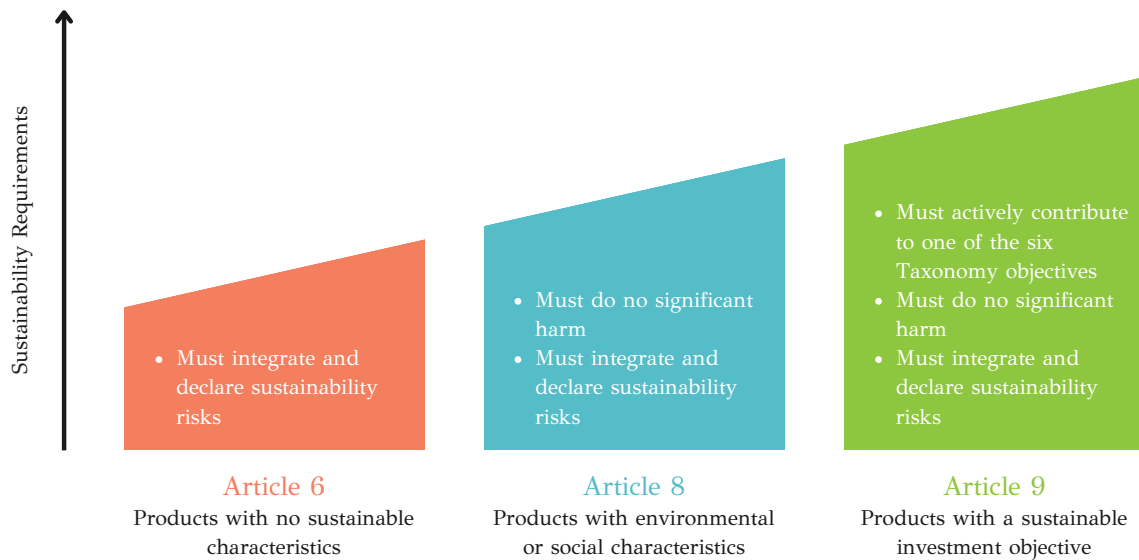 Sustainability Requirements
• Must integrate and
declare sustainability
risks
Article 6
Products with no sustainable
characteristics
• Must do no significant
harm
• Must integrate and
declare sustainability
risks
Article 8
Products with environmental
or social characteristics
• Must actively contribute
to one of the six
Taxonomy objectives
• Must do no significant
harm
• Must integrate and
declare sustainability
risks
Article 9
Products with a sustainable
investment objective